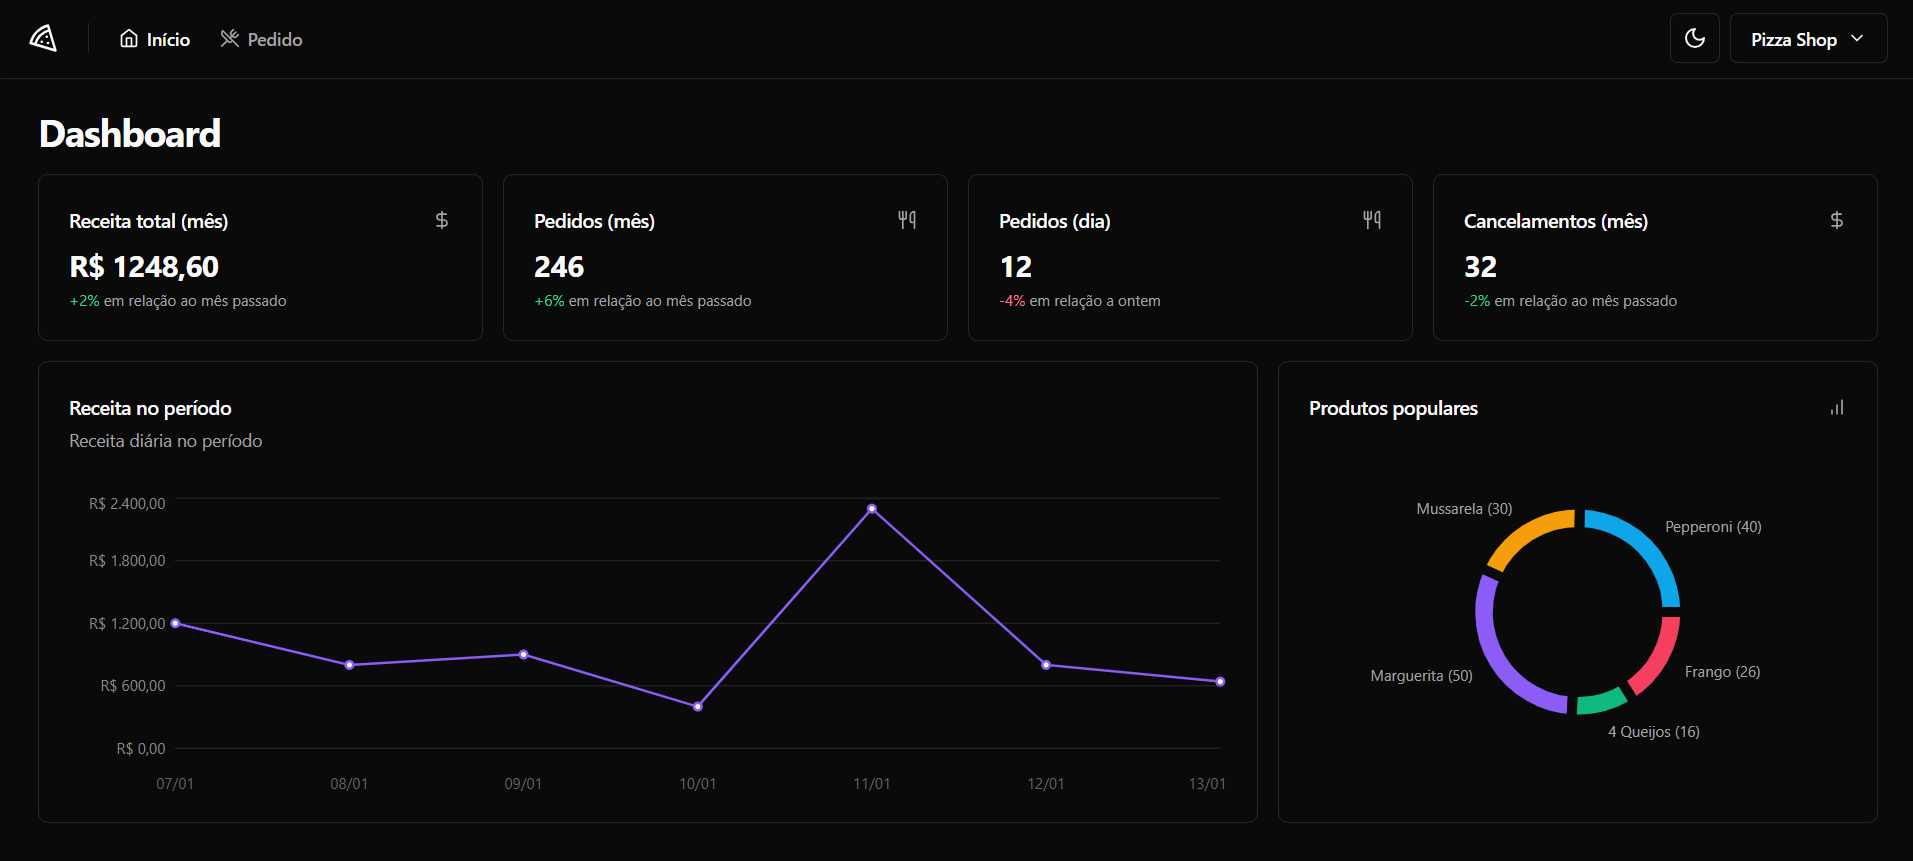 Início
Pedido
Pizza Shop
Dashboard
Receita total (mês)
R$ 1248,60
+2% em relação ao mês passado
Pedidos (mês)
246
+6% em relação ao mês passado
Pedidos (dia)
12
-4% em relação a ontem
Cancelamentos (mês)
32
-2% em relação ao mês passado
Receita no período
Receita diária no período
R$ 2.400,00
R$ 1.800,00
R$ 1.200,00
R$ 600,00
R$ 0,00
07/01
08/01
09/01
10/01
11/01
12/01
13/01
Produtos populares
Mussarela (30)
Pepperoni (40)
Marguerita (50)
Frango (26)
4 Queijos (16)